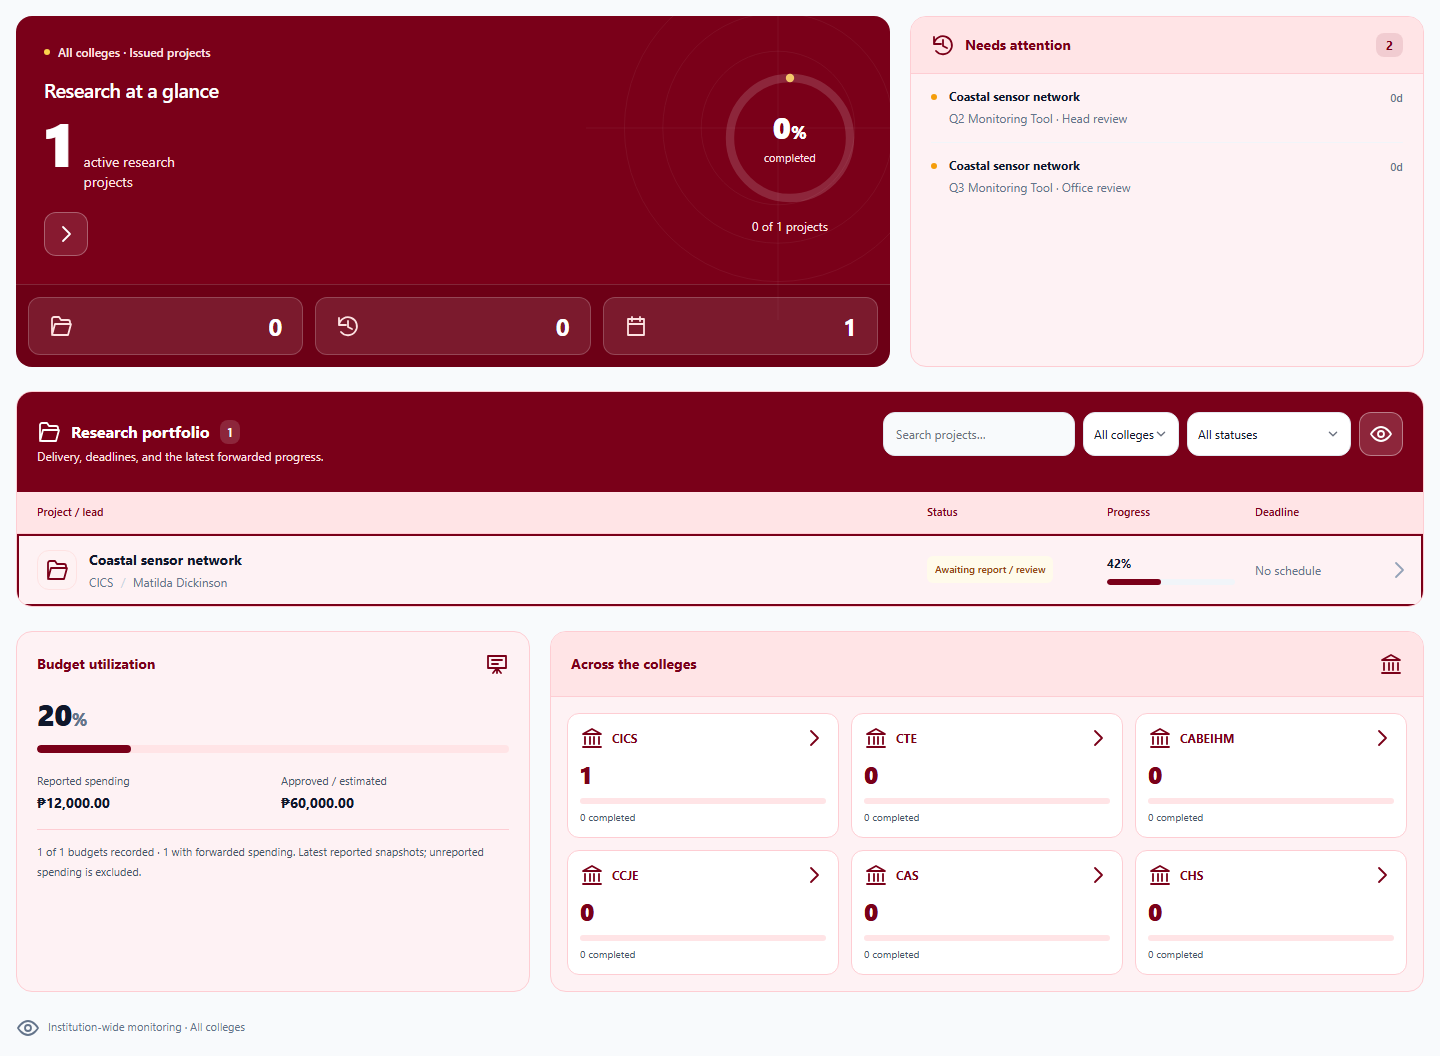 All colleges · Issued projects
Research at a glance
1 active research
projects
0%
completed
0 of 1 projects
0
0
1
Needs attention
2
Coastal sensor network
0d
Q2 Monitoring Tool · Head review
Coastal sensor network
0d
Q3 Monitoring Tool · Office review
Research portfolio 1
Delivery, deadlines, and the latest forwarded progress.
Search projects...
All colleges
All statuses
Project / lead Status Progress Deadline
Coastal sensor network
CICS / Matilda Dickinson
Awaiting report / review
42%
No schedule
Budget utilization
20%
Reported spending
₱12,000.00
Approved / estimated
₱60,000.00
1 of 1 budgets recorded · 1 with forwarded spending. Latest reported snapshots; unreported
spending is excluded.
Across the colleges
CICS
1
0 completed
CTE
0
0 completed
CABEIHM
0
0 completed
CCJE
0
0 completed
CAS
0
0 completed
CHS
0
0 completed
Institution-wide monitoring · All colleges